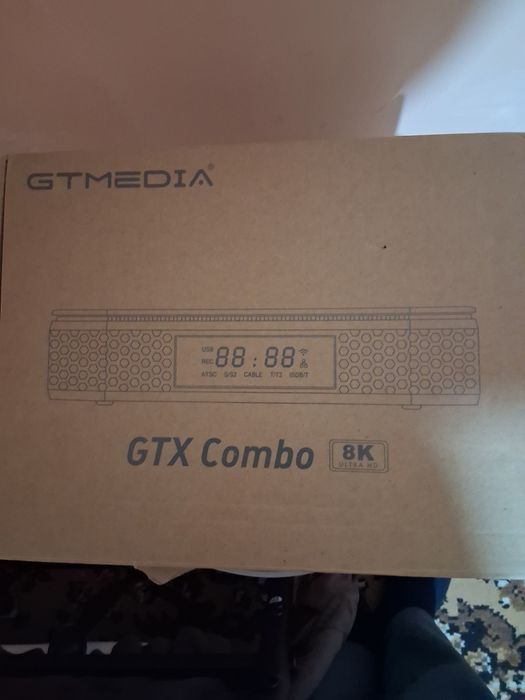 GTMEDIA®
USB
REC 88:88
ATSC S/S2 CABLE T/T2 ISDB/T
GTX Combo 8K
ULTRA HD